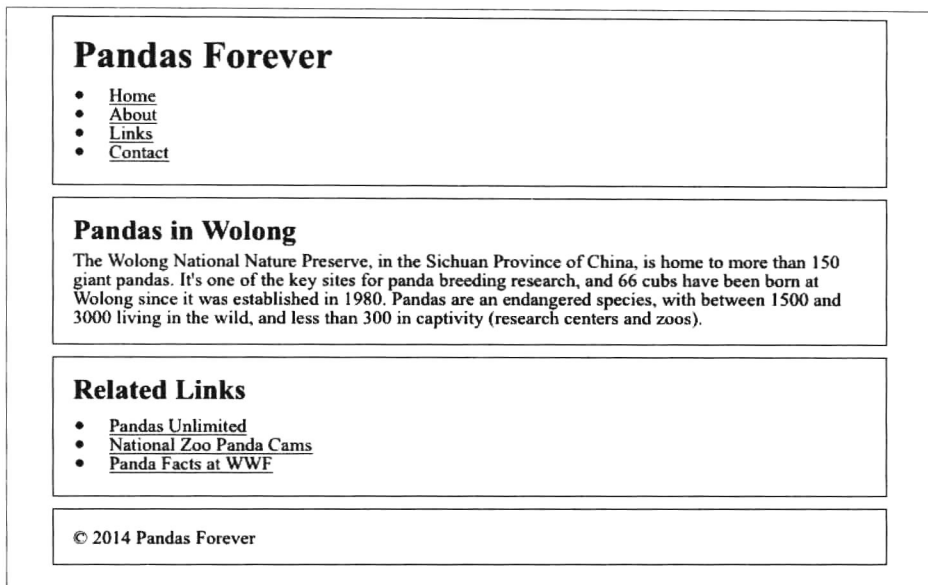 Pandas Forever
• Home
• About
• Links
• Contact
Pandas in Wolong
The Wolong National Nature Preserve, in the Sichuan Province of China, is home to more than 150
giant pandas. It's one of the key sites for panda breeding research, and 66 cubs have been born at
Wolong since it was established in 1980. Pandas are an endangered species, with between 1500 and
3000 living in the wild, and less than 300 in captivity (research centers and zoos).
Related Links
• Pandas Unlimited
• National Zoo Panda Cams
• Panda Facts at WWF
© 2014 Pandas Forever